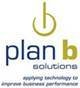 plan b
solutions
applying technology to
improve business performance